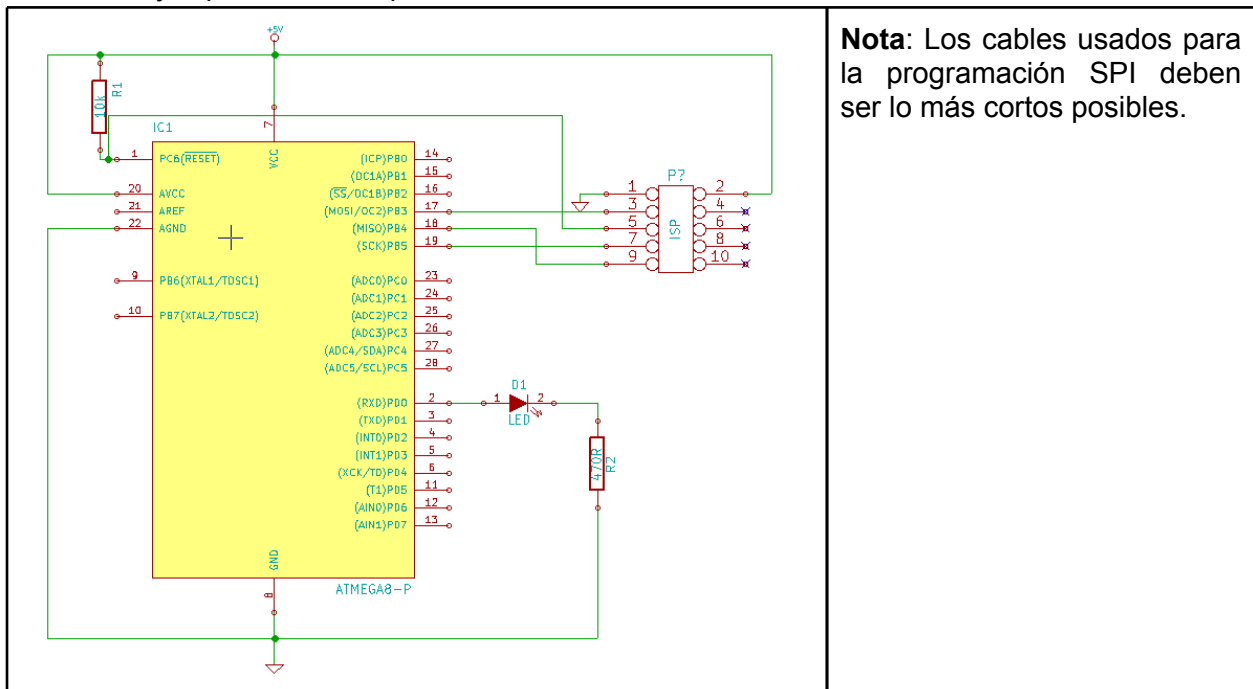 Nota: Los cables usados para
la programación SPI deben
ser lo más cortos posibles.
+5V
R1
10k
IC1
7
VCC
1 PC6(RESET)
20 AVCC
21 AREF
22 AGND
9 PB6(XTAL1/TOSC1)
10 PB7(XTAL2/TOSC2)
(ICP)PB0 14
(OC1A)PB1 15
(SS/OC1B)PB2 16
(MOSI/OC2)PB3 17
(MISO)PB4 18
(SCK)PB5 19
(ADC0)PC0 23
(ADC1)PC1 24
(ADC2)PC2 25
(ADC3)PC3 26
(ADC4/SDA)PC4 27
(ADC5/SCL)PC5 28
(RXD)PD0 2
(TXD)PD1 3
(INT0)PD2 4
(INT1)PD3 5
(XCK/T0)PD4 6
(T1)PD5 11
(AIN0)PD6 12
(AIN1)PD7 13
GND
8
ATMEGA8-P
P?
ISP
1 2
3 4
5 6
7 8
9 10
D1
1 2
LED
470R
R2